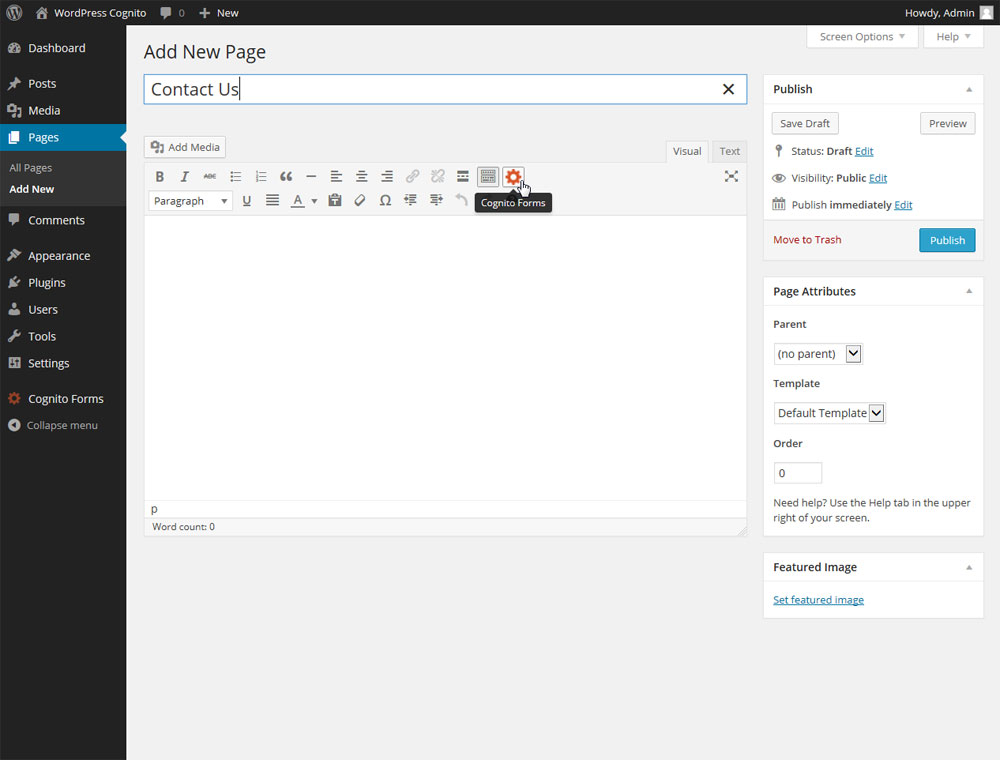 WordPress Cognito 0 New Howdy, Admin
Screen Options Help
Dashboard
Posts
Media
Pages
All Pages
Add New
Comments
Appearance
Plugins
Users
Tools
Settings
Cognito Forms
Collapse menu
Add New Page
Contact Us
Add Media
Visual Text
B I ABC
Paragraph U A Ω
Cognito Forms
p
Word count: 0
Publish
Save Draft Preview
Status: Draft Edit
Visibility: Public Edit
Publish immediately Edit
Move to Trash Publish
Page Attributes
Parent
(no parent)
Template
Default Template
Order
0
Need help? Use the Help tab in the upper
right of your screen.
Featured Image
Set featured image